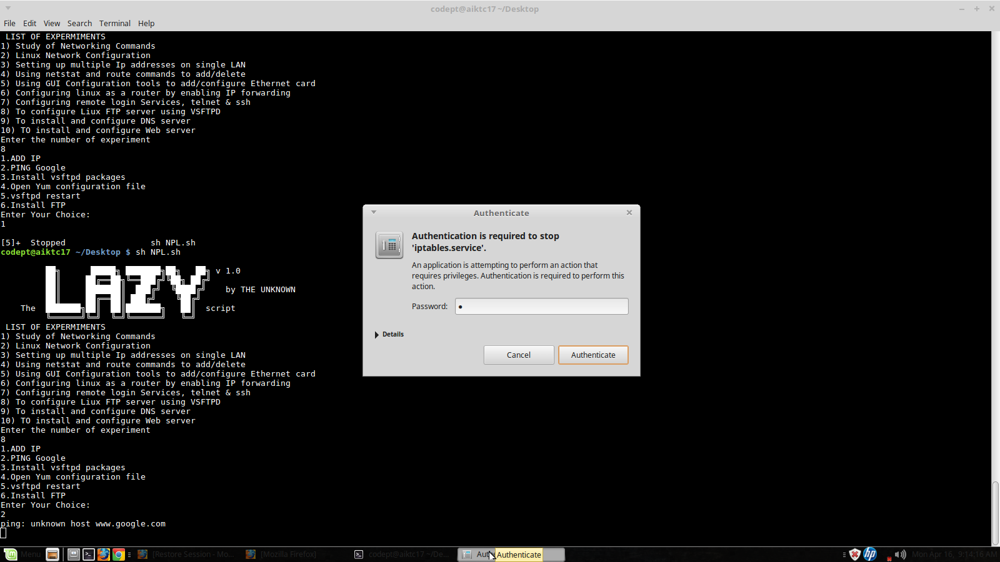 codept@aiktc17 ~/Desktop
File Edit View Search Terminal Help
LIST OF EXPERMIMENTS
1) Study of Networking Commands
2) Linux Network Configuration
3) Setting up multiple Ip addresses on single LAN
4) Using netstat and route commands to add/delete
5) Using GUI Configuration tools to add/configure Ethernet card
6) Configuring linux as a router by enabling IP forwarding
7) Configuring remote login Services, telnet & ssh
8) To configure Liux FTP server using VSFTPD
9) To install and configure DNS server
10) TO install and configure Web server
Enter the number of experiment
8
1.ADD IP
2.PING Google
3.Install vsftpd packages
4.Open Yum configuration file
5.vsftpd restart
6.Install FTP
Enter Your Choice:
1
[5]+  Stopped                 sh NPL.sh
codept@aiktc17 ~/Desktop $ sh NPL.sh
LAZY v 1.0
by THE UNKNOWN
The script
LIST OF EXPERMIMENTS
1) Study of Networking Commands
2) Linux Network Configuration
3) Setting up multiple Ip addresses on single LAN
4) Using netstat and route commands to add/delete
5) Using GUI Configuration tools to add/configure Ethernet card
6) Configuring linux as a router by enabling IP forwarding
7) Configuring remote login Services, telnet & ssh
8) To configure Liux FTP server using VSFTPD
9) To install and configure DNS server
10) TO install and configure Web server
Enter the number of experiment
8
1.ADD IP
2.PING Google
3.Install vsftpd packages
4.Open Yum configuration file
5.vsftpd restart
6.Install FTP
Enter Your Choice:
2
ping: unknown host www.google.com
Authenticate
Authentication is required to stop
'iptables.service'.
An application is attempting to perform an action that
requires privileges. Authentication is required to perform this
action.
Password:
Details
Cancel Authenticate
Menu [Restore Session - Mo... [Mozilla Firefox] codept@aiktc17 ~/De... Aut Authenticate hp Mon Apr 16, 9:14:16 AM